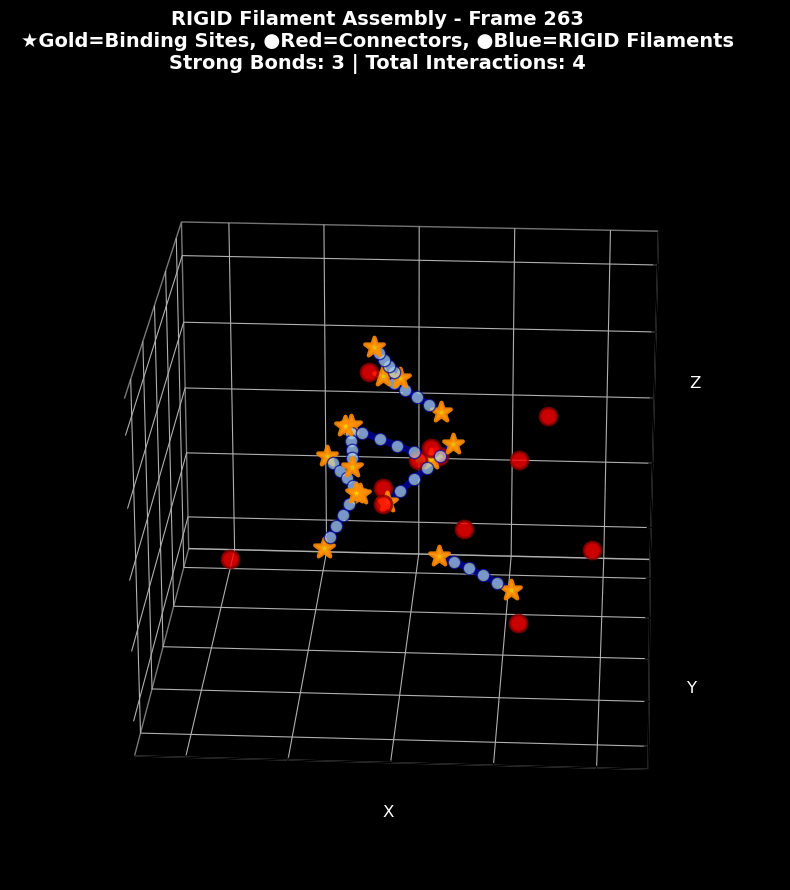 RIGID Filament Assembly - Frame 263
★Gold=Binding Sites, ●Red=Connectors, ●Blue=RIGID Filaments
Strong Bonds: 3 | Total Interactions: 4
Z
Y
X